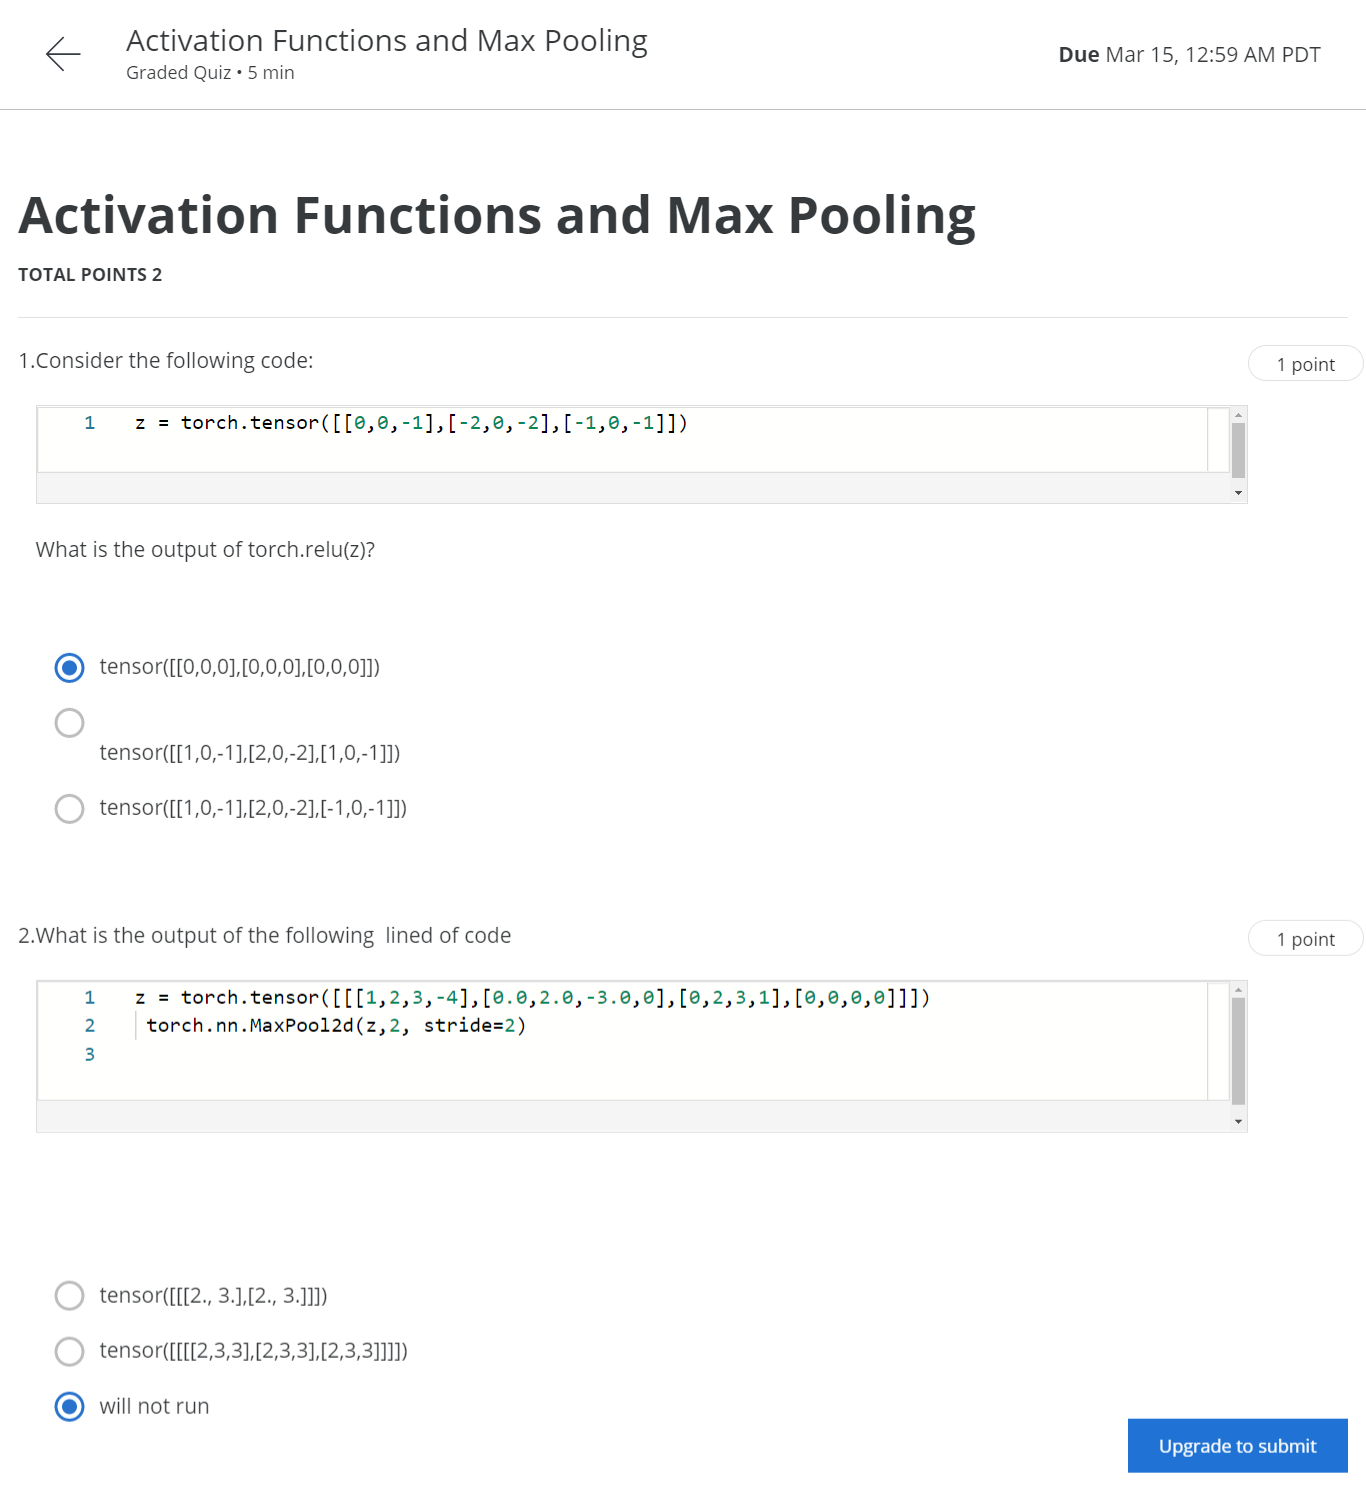 Activation Functions and Max Pooling
Graded Quiz • 5 min
Due Mar 15, 12:59 AM PDT
Activation Functions and Max Pooling
TOTAL POINTS 2
1.Consider the following code:
1 point
1 z = torch.tensor([[0,0,-1],[-2,0,-2],[-1,0,-1]])
What is the output of torch.relu(z)?
tensor([[0,0,0],[0,0,0],[0,0,0]])
tensor([[1,0,-1],[2,0,-2],[1,0,-1]])
tensor([[1,0,-1],[2,0,-2],[-1,0,-1]])
2.What is the output of the following  lined of code
1 point
1 z = torch.tensor([[[1,2,3,-4],[0.0,2.0,-3.0,0],[0,2,3,1],[0,0,0,0]]])
2 torch.nn.MaxPool2d(z,2, stride=2)
3
tensor([[[2., 3.],[2., 3.]]])
tensor([[[[2,3,3],[2,3,3],[2,3,3]]]])
will not run
Upgrade to submit